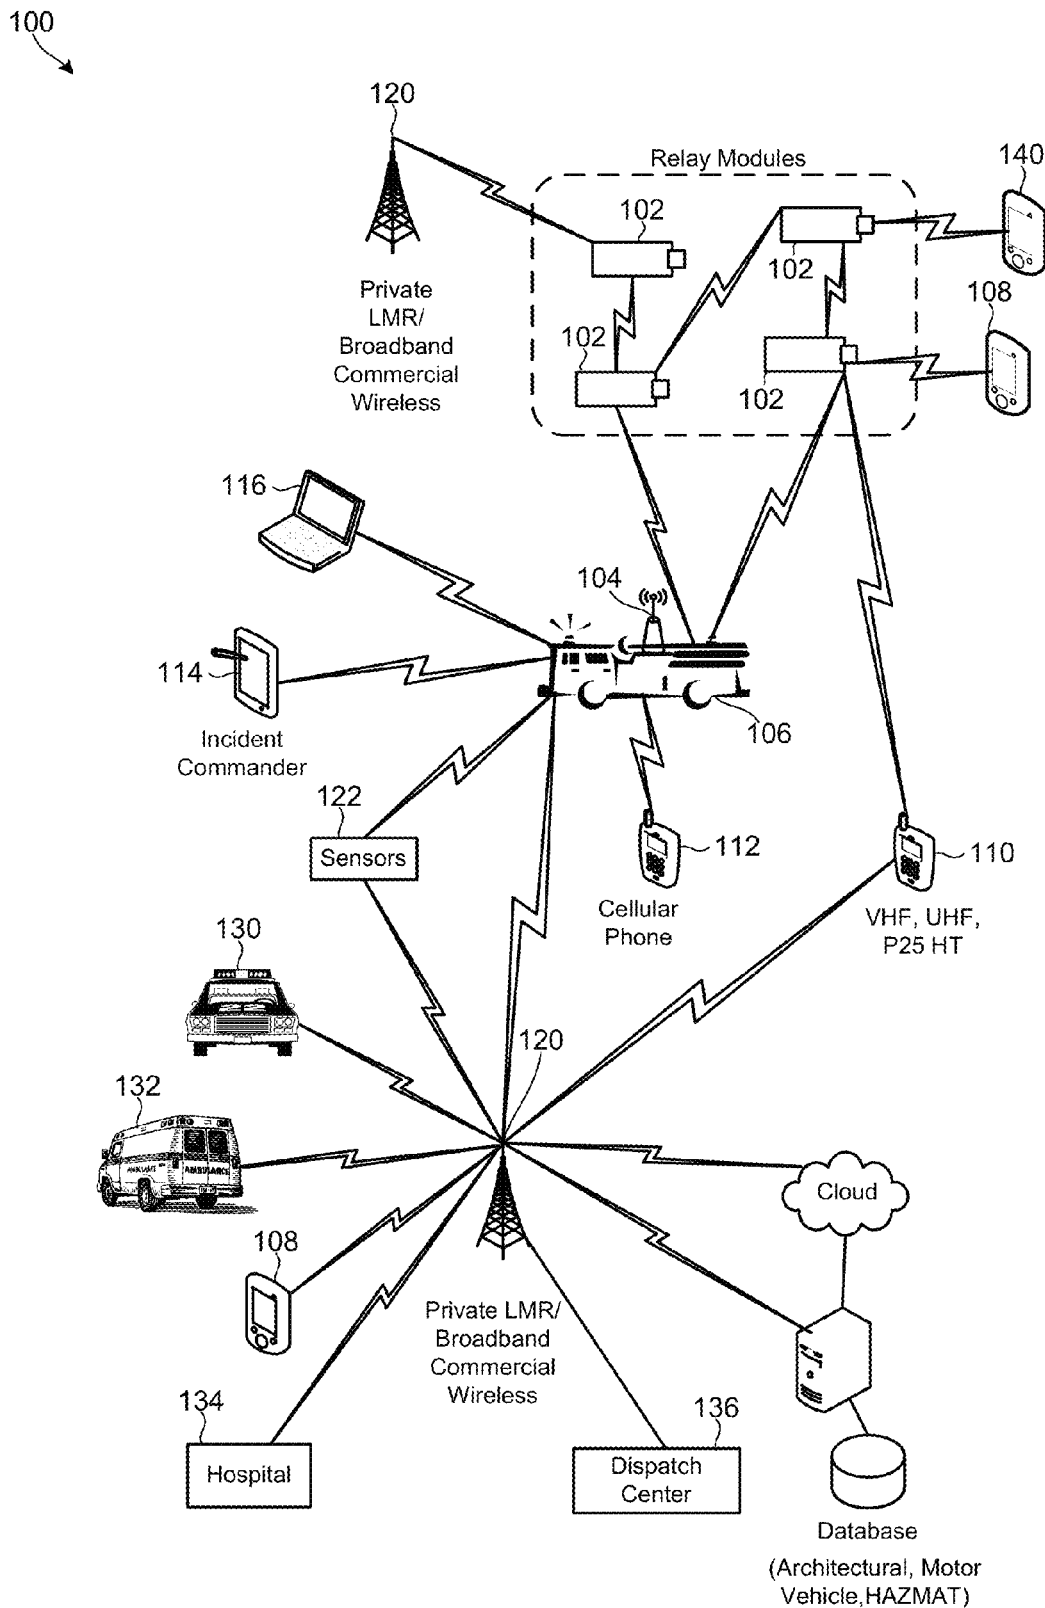 100
120
Relay Modules
140
102
102
108
Private
LMR/
Broadband
Commercial
Wireless
102
102
116
104
114
106
Incident
Commander
122
Sensors
112
110
Cellular
Phone
VHF, UHF,
P25 HT
130
120
132
AMBULANCE
Cloud
108
Private LMR/
Broadband
Commercial
Wireless
134
136
Hospital
Dispatch
Center
Database
(Architectural, Motor
Vehicle,HAZMAT)